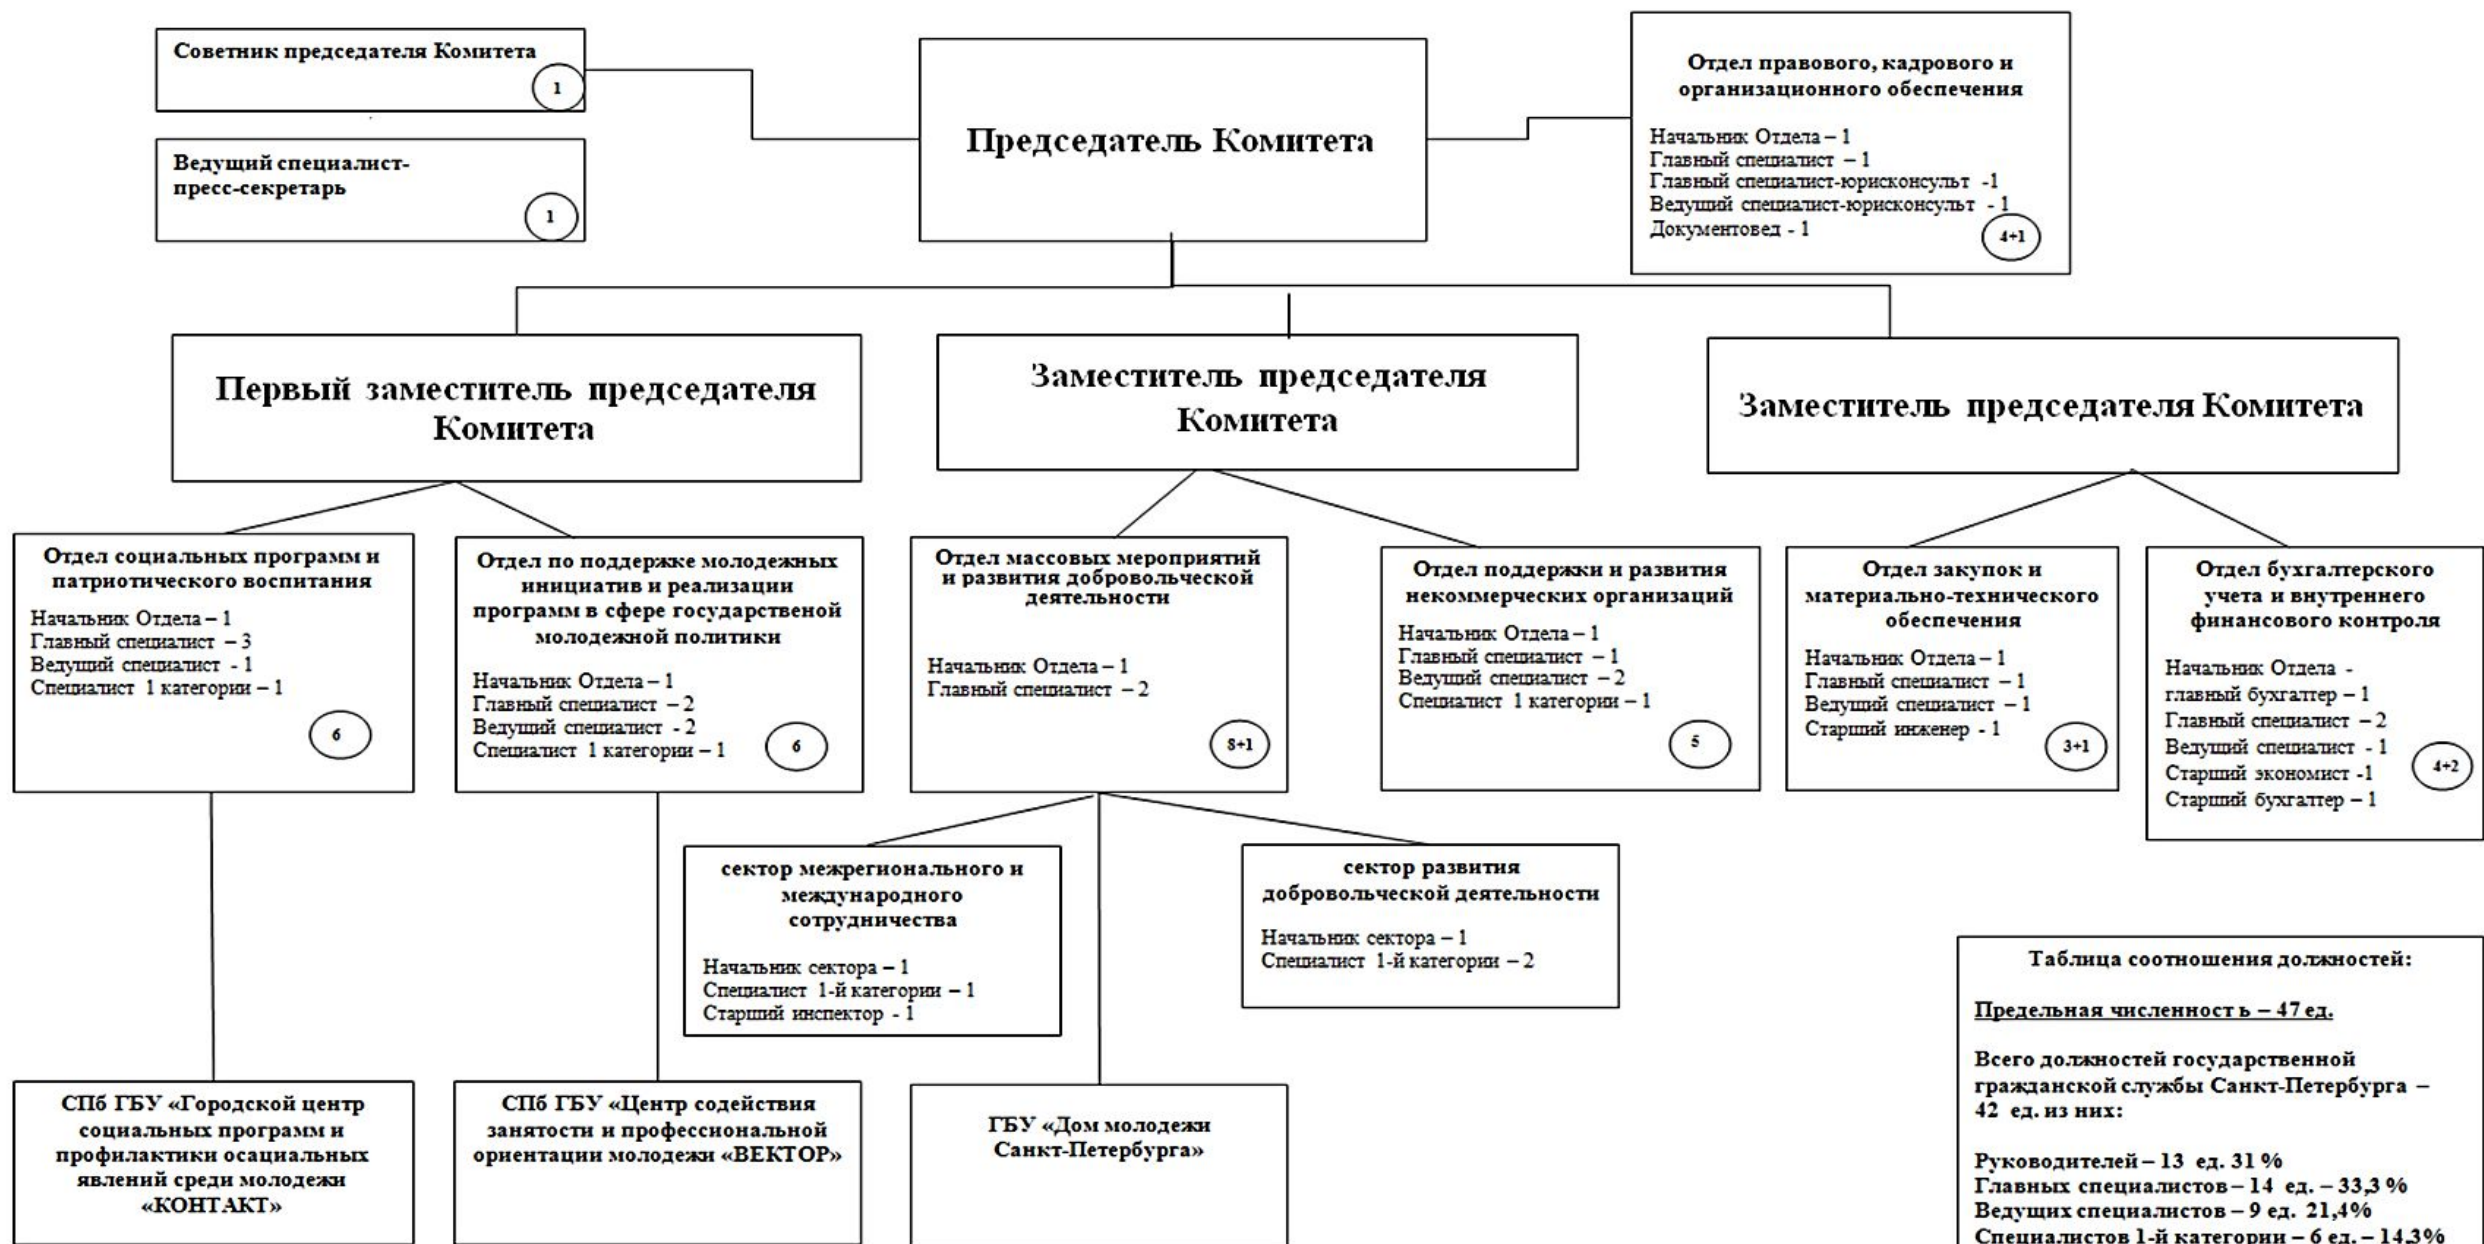 Советник председателя Комитета
1
Ведущий специалист-
пресс-секретарь
1
Председатель Комитета
Отдел правового, кадрового и
организационного обеспечения
Начальник Отдела – 1
Главный специалист – 1
Главный специалист-юрисконсульт -1
Ведущий специалист-юрисконсульт - 1
Документовед - 1
4+1
Первый заместитель председателя
Комитета
Заместитель председателя
Комитета
Заместитель председателя Комитета
Отдел социальных программ и
патриотического воспитания
Начальник Отдела – 1
Главный специалист – 3
Ведущий специалист - 1
Специалист 1 категории – 1
6
Отдел по поддержке молодежных
инициатив и реализации
программ в сфере государственой
молодежной политики
Начальник Отдела – 1
Главный специалист – 2
Ведущий специалист - 2
Специалист 1 категории – 1
6
Отдел массовых мероприятий
и развития добровольческой
деятельности
Начальник Отдела – 1
Главный специалист – 2
8+1
Отдел поддержки и развития
некоммерческих организаций
Начальник Отдела – 1
Главный специалист – 1
Ведущий специалист – 2
Специалист 1 категории – 1
5
Отдел закупок и
материально-технического
обеспечения
Начальник Отдела – 1
Главный специалист – 1
Ведущий специалист – 1
Старший инженер - 1
3+1
Отдел бухгалтерского
учета и внутреннего
финансового контроля
Начальник Отдела -
главный бухгалтер – 1
Главный специалист – 2
Ведущий специалист - 1
Старший экономист -1
Старший бухгалтер – 1
4+2
сектор межрегионального и
международного
сотрудничества
Начальник сектора – 1
Специалист 1-й категории – 1
Старший инспектор - 1
сектор развития
добровольческой деятельности
Начальник сектора – 1
Специалист 1-й категории – 2
СПб ГБУ «Городской центр
социальных программ и
профилактики осациальных
явлений среди молодежи
«КОНТАКТ»
СПб ГБУ «Центр содействия
занятости и профессиональной
ориентации молодежи «ВЕКТОР»
ГБУ «Дом молодежи
Санкт-Петербурга»
Таблица соотношения должностей:
Предельная численност ь – 47 ед.
Всего должностей государственной
гражданской службы Санкт-Петербурга –
42 ед. из них:
Руководителей – 13 ед. 31 %
Главных специалистов – 14 ед. – 33,3 %
Ведущих специалистов – 9 ед. 21,4%
Специалистов 1-й категории – 6 ед. – 14,3%